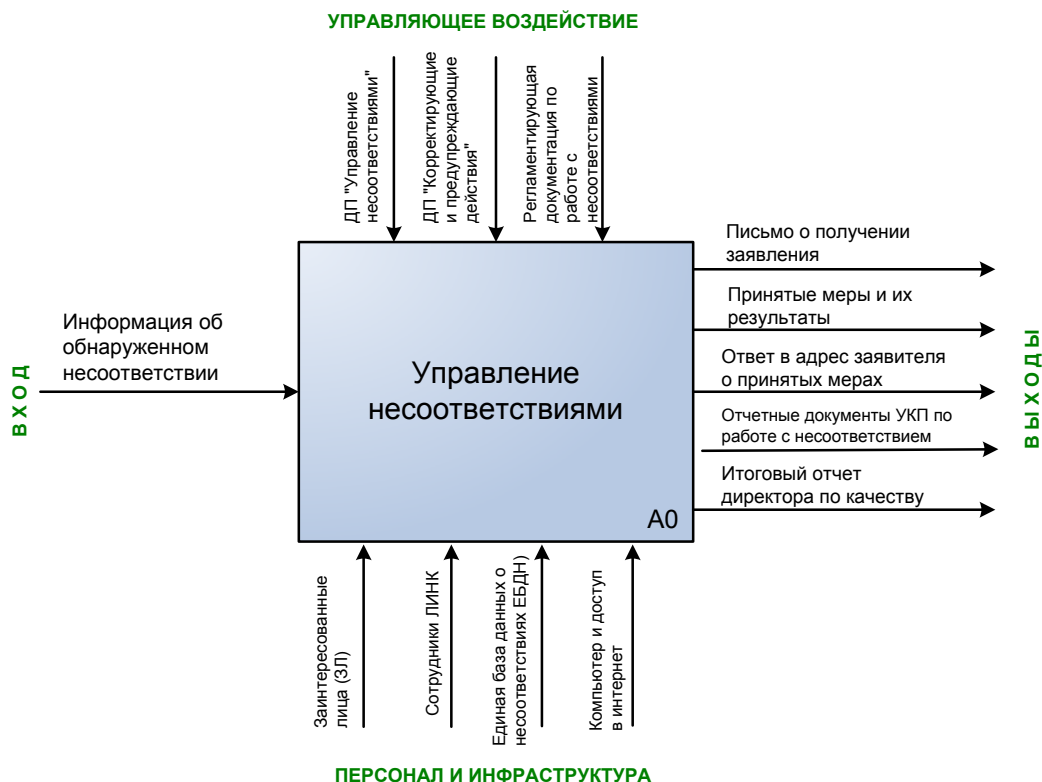 УПРАВЛЯЮЩЕЕ ВОЗДЕЙСТВИЕ
ДП "Управление
несоответствиями"
ДП "Корректирующие
и предупреждающие
действия"
Регламентирующая
документация по
работе с
несоответствиями
ВХОД
Информация об
обнаруженном
несоответствии
Управление
несоответствиями
A0
Письмо о получении
заявления
Принятые меры и их
результаты
Ответ в адрес заявителя
о принятых мерах
Отчетные документы УКП по
работе с несоответствием
Итоговый отчет
директора по качеству
ВЫХОДЫ
Заинтересованные
лица (ЗЛ)
Сотрудники ЛИНК
Единая база данных о
несоответствиях ЕБДН)
Компьютер и доступ
в интернет
ПЕРСОНАЛ И ИНФРАСТРУКТУРА